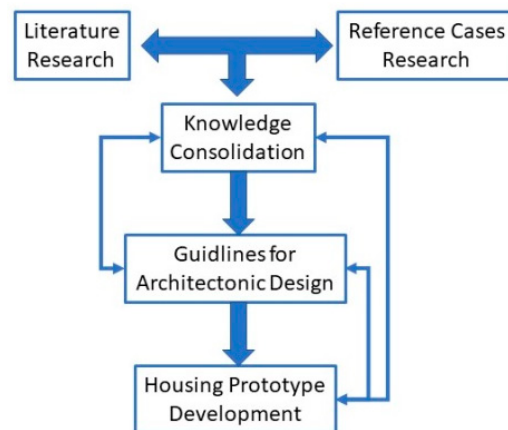 Literature
Research
Reference Cases
Research
Knowledge
Consolidation
Guidlines for
Architectonic Design
Housing Prototype
Development